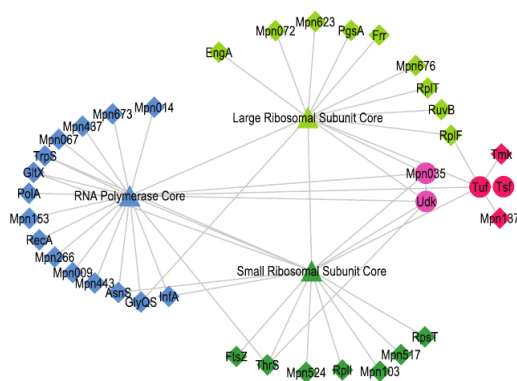 Mpn623
Mpn072
PgsA
Frr
EngA
Mpn676
RplT
RuvB
Large Ribosomal Subunit Core
RplF
Mpn014
Mpn673
Mpn437
Mpn067
TrpS
GltX
PolA
RNA Polymerase Core
Mpn153
RecA
Mpn266
Mpn009
Mpn443
AsnS
GlyQS
InfA
Tmk
Mpn035
Tuf
Tsf
Udk
Mpn137
Small Ribosomal Subunit Core
FtsZ
ThrS
Mpn524
RplI
Mpn103
Mpn517
RpsT